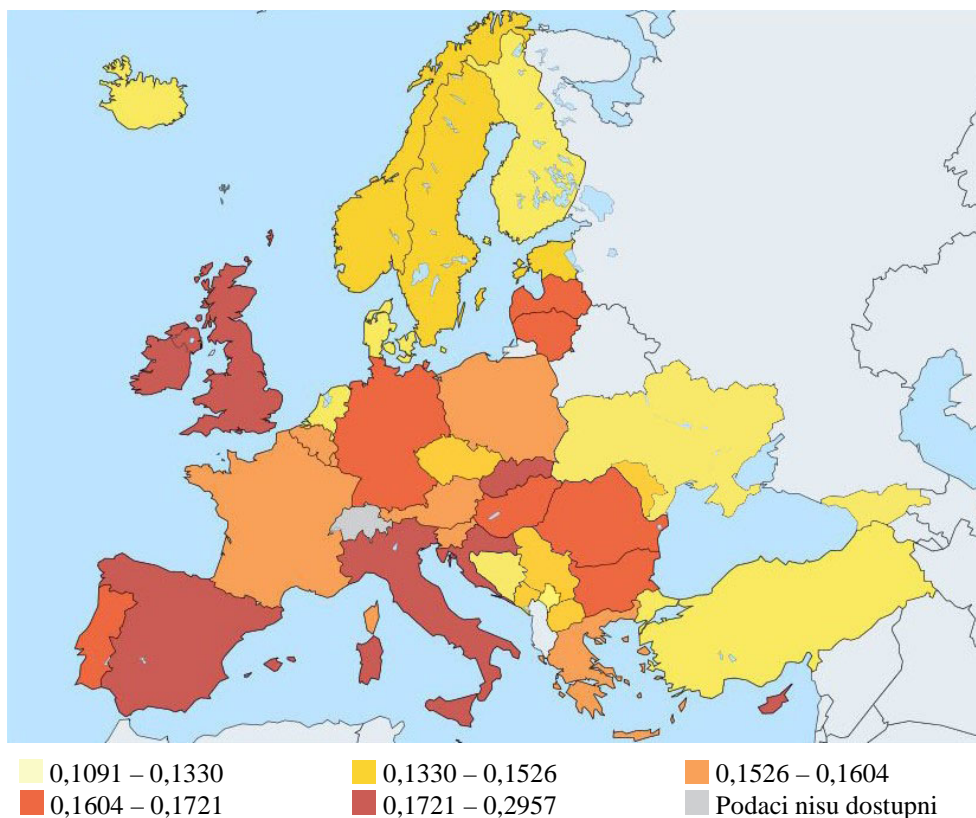 0,1091 – 0,1330 0,1330 – 0,1526 0,1526 – 0,1604
0,1604 – 0,1721 0,1721 – 0,2957 Podaci nisu dostupni